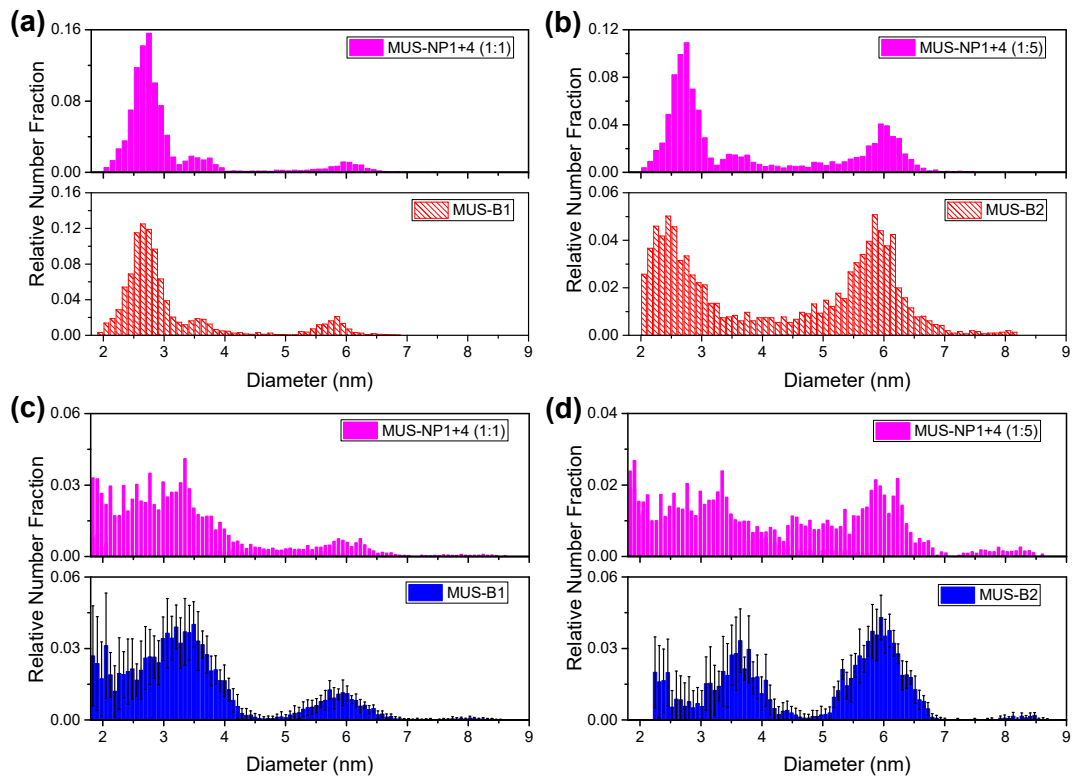 (a)
Relative Number Fraction
0.16
0.12
0.08
0.04
0.00
MUS-NP1+4 (1:1)
0.16
0.12
0.08
0.04
0.00
MUS-B1
2 3 4 5 6 7 8 9
Diameter (nm)
(b)
Relative Number Fraction
0.12
0.08
0.04
0.00
MUS-NP1+4 (1:5)
0.06
0.04
0.02
0.00
MUS-B2
2 3 4 5 6 7 8 9
Diameter (nm)
(c)
Relative Number Fraction
0.06
0.03
0.00
MUS-NP1+4 (1:1)
0.06
0.03
0.00
MUS-B1
2 3 4 5 6 7 8 9
Diameter (nm)
(d)
Relative Number Fraction
0.04
0.02
0.00
MUS-NP1+4 (1:5)
0.06
0.03
0.00
MUS-B2
2 3 4 5 6 7 8 9
Diameter (nm)